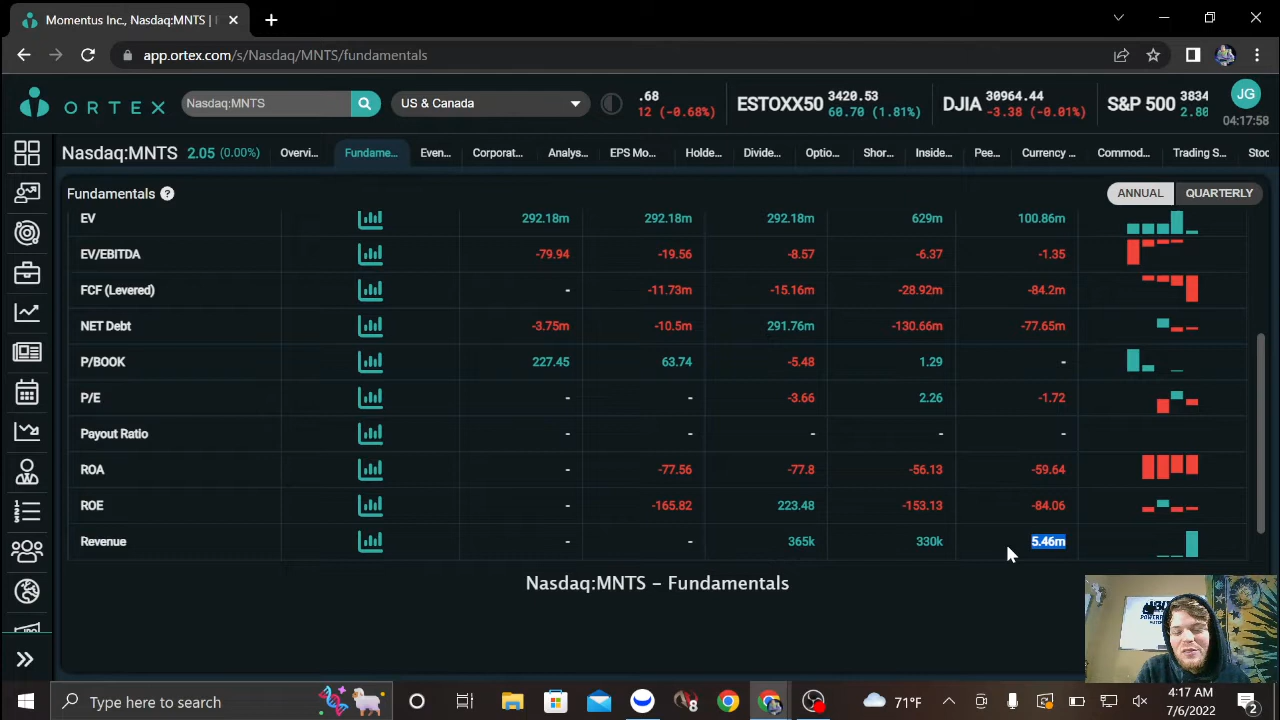 Momentus Inc, Nasdaq:MNTS |
app.ortex.com/s/Nasdaq/MNTS/fundamentals
ORTEX
Nasdaq:MNTS
US & Canada
.68
12 (-0.68%)
ESTOXX50
3420.53
60.70 (1.81%)
DJIA
30964.44
-3.38 (-0.01%)
S&P 500
3834
2.80
JG
04:17:58
Nasdaq:MNTS 2.05 (0.00%) Overvi... Fundame... Even... Corporat... Analys... EPS Mo... Holde... Divide... Optio... Shor... Inside... Pee... Currency ... Commod... Trading S... Stoc
Fundamentals ? ANNUAL QUARTERLY
EV 292.18m 292.18m 292.18m 629m 100.86m
EV/EBITDA -79.94 -19.56 -8.57 -6.37 -1.35
FCF (Levered) - -11.73m -15.16m -28.92m -84.2m
NET Debt -3.75m -10.5m 291.76m -130.66m -77.65m
P/BOOK 227.45 63.74 -5.48 1.29 -
P/E - - -3.66 2.26 -1.72
Payout Ratio - - - - -
ROA - -77.56 -77.8 -56.13 -59.64
ROE - -165.82 223.48 -153.13 -84.06
Revenue - - 365k 330k 5.46m
Nasdaq:MNTS – Fundamentals
Type here to search
8
71°F
4:17 AM
7/6/2022
2